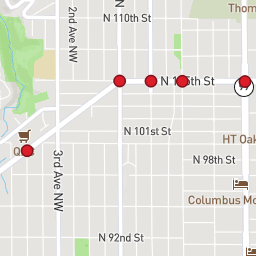 Thom
2nd Ave NW
N 110th St
N 105th St
N 101st St
HT Oak
N 98th St
3rd Ave NW
Columbus Mo
N 92nd St